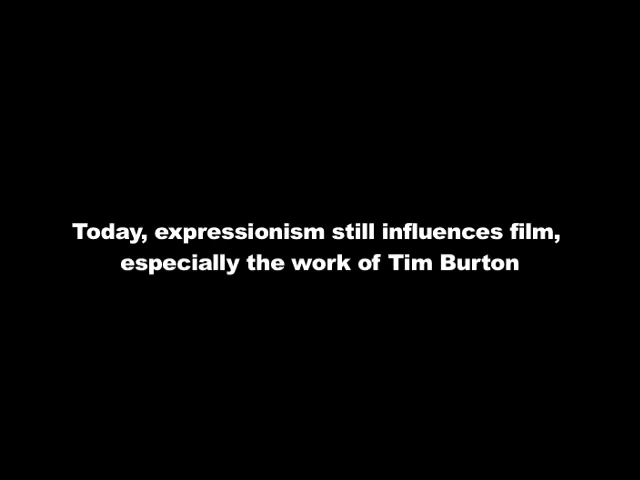 Today, expressionism still influences film,
especially the work of Tim Burton